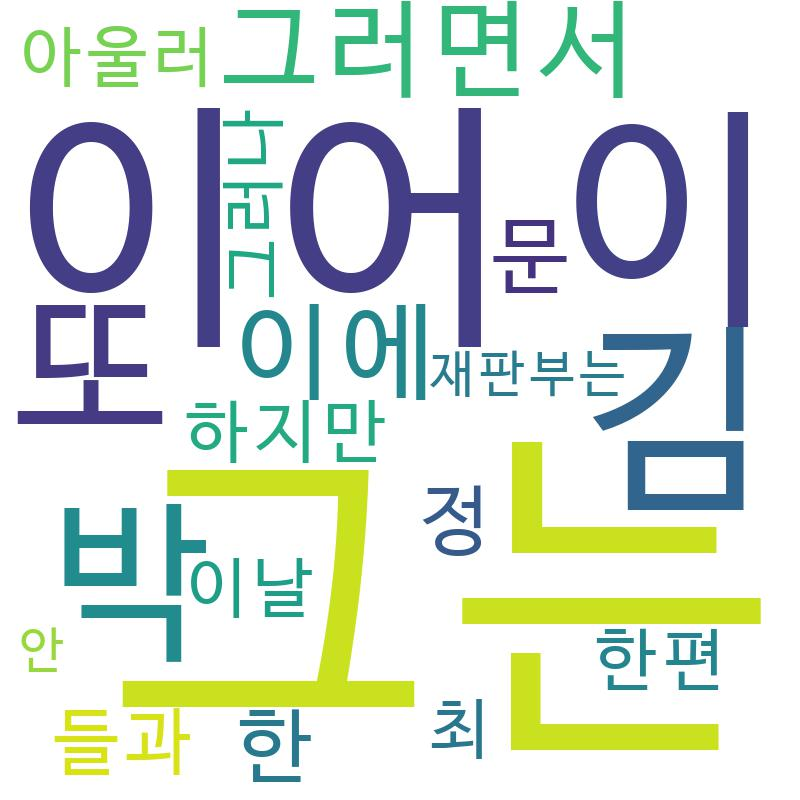 아울러
그러면서
이어
그러나
이
문
또
이에
재판부는
김
하지만
그는
박
정
이날
안
한편
들과
한
최